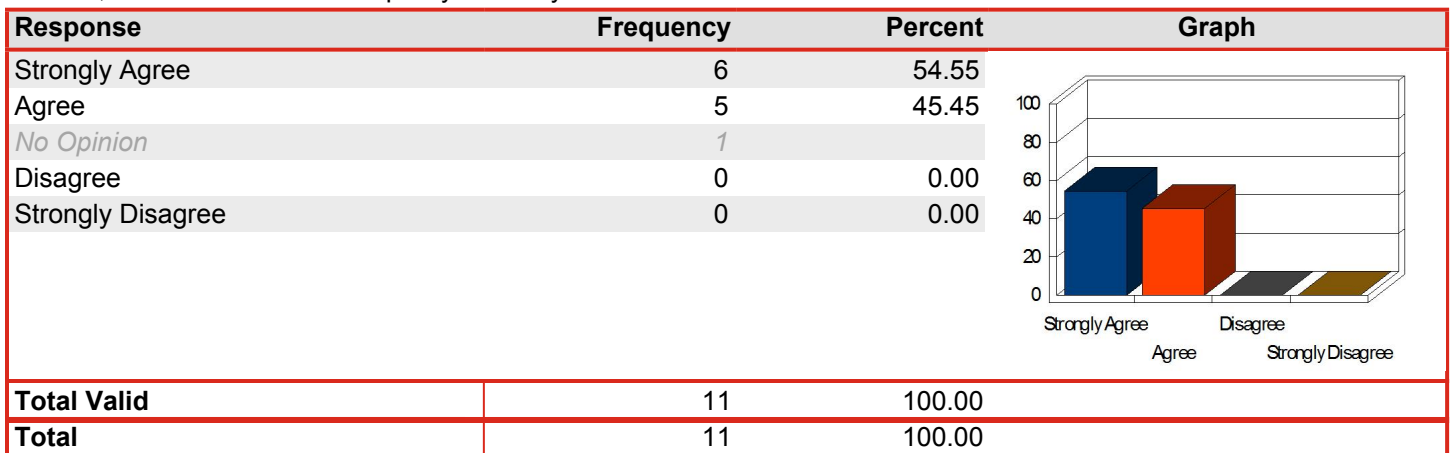 Response Frequency Percent Graph
Strongly Agree 6 54.55
Agree 5 45.45
No Opinion 1
Disagree 0 0.00
Strongly Disagree 0 0.00
100
80
60
40
20
0
Strongly Agree Disagree
Agree Strongly Disagree
Total Valid 11 100.00
Total 11 100.00